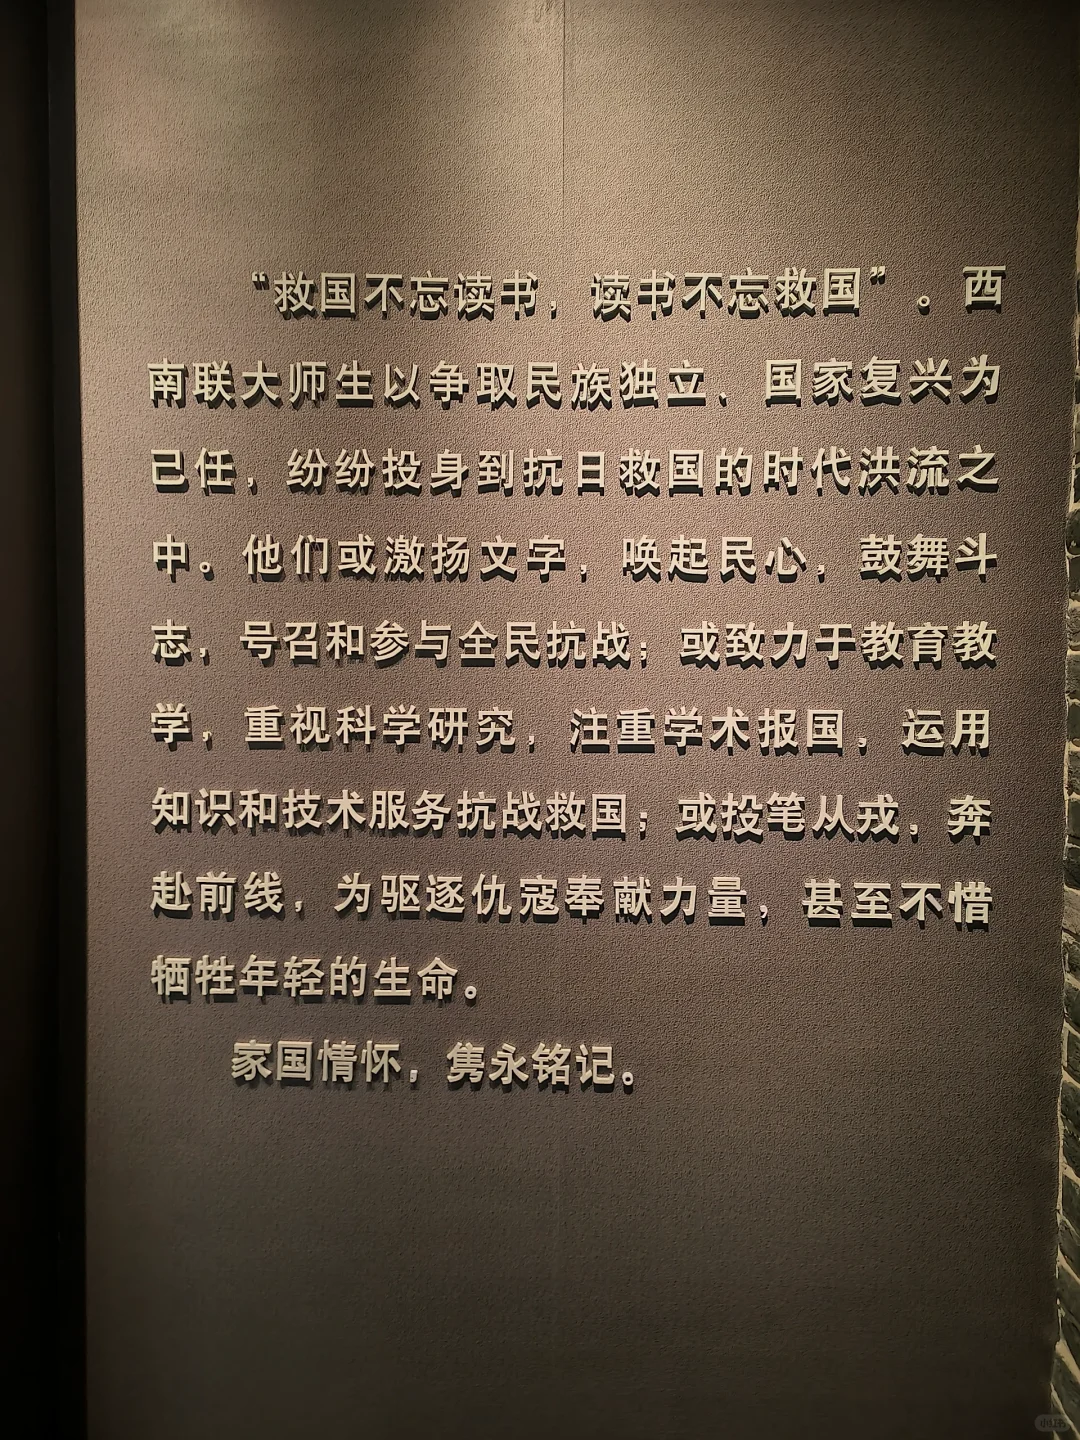 “救国不忘读书，读书不忘救国”。西
南联大师生以争取民族独立、国家复兴为
己任，纷纷投身到抗日救国的时代洪流之
中。他们或激扬文字，唤起民心，鼓舞斗
志，号召和参与全民抗战；或致力于教育教
学，重视科学研究，注重学术报国，运用
知识和技术服务抗战救国；或投笔从戎，奔
赴前线，为驱逐仇寇奉献力量，甚至不惜
牺牲年轻的生命。
家国情怀，隽永铭记。
小红书